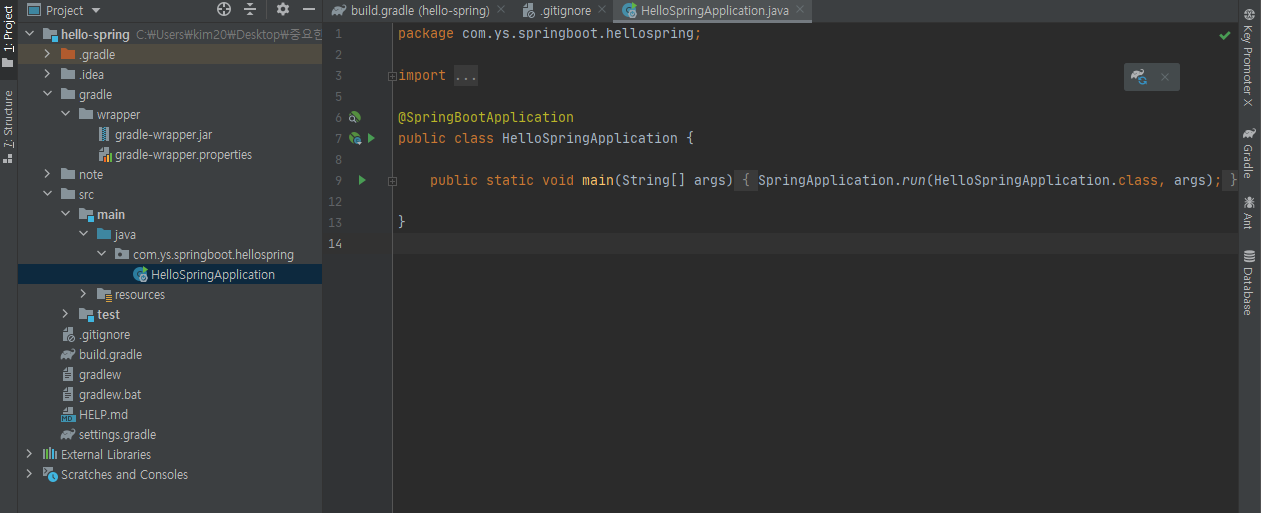 Project
build.gradle (hello-spring)
.gitignore
HelloSpringApplication.java
1: Project
Z: Structure
hello-spring C:₩Users₩kim20₩Desktop₩중요한
.gradle
.idea
gradle
wrapper
gradle-wrapper.jar
gradle-wrapper.properties
note
src
main
java
com.ys.springboot.hellospring
HelloSpringApplication
resources
test
.gitignore
build.gradle
gradlew
gradlew.bat
HELP.md
settings.gradle
External Libraries
Scratches and Consoles
1 package com.ys.springboot.hellospring;
2
3 import ...
5
6 @SpringBootApplication
7 public class HelloSpringApplication {
8
9 public static void main(String[] args) { SpringApplication.run(HelloSpringApplication.class, args); }
12
13 }
14
Key Promoter X
Gradle
Ant
Database